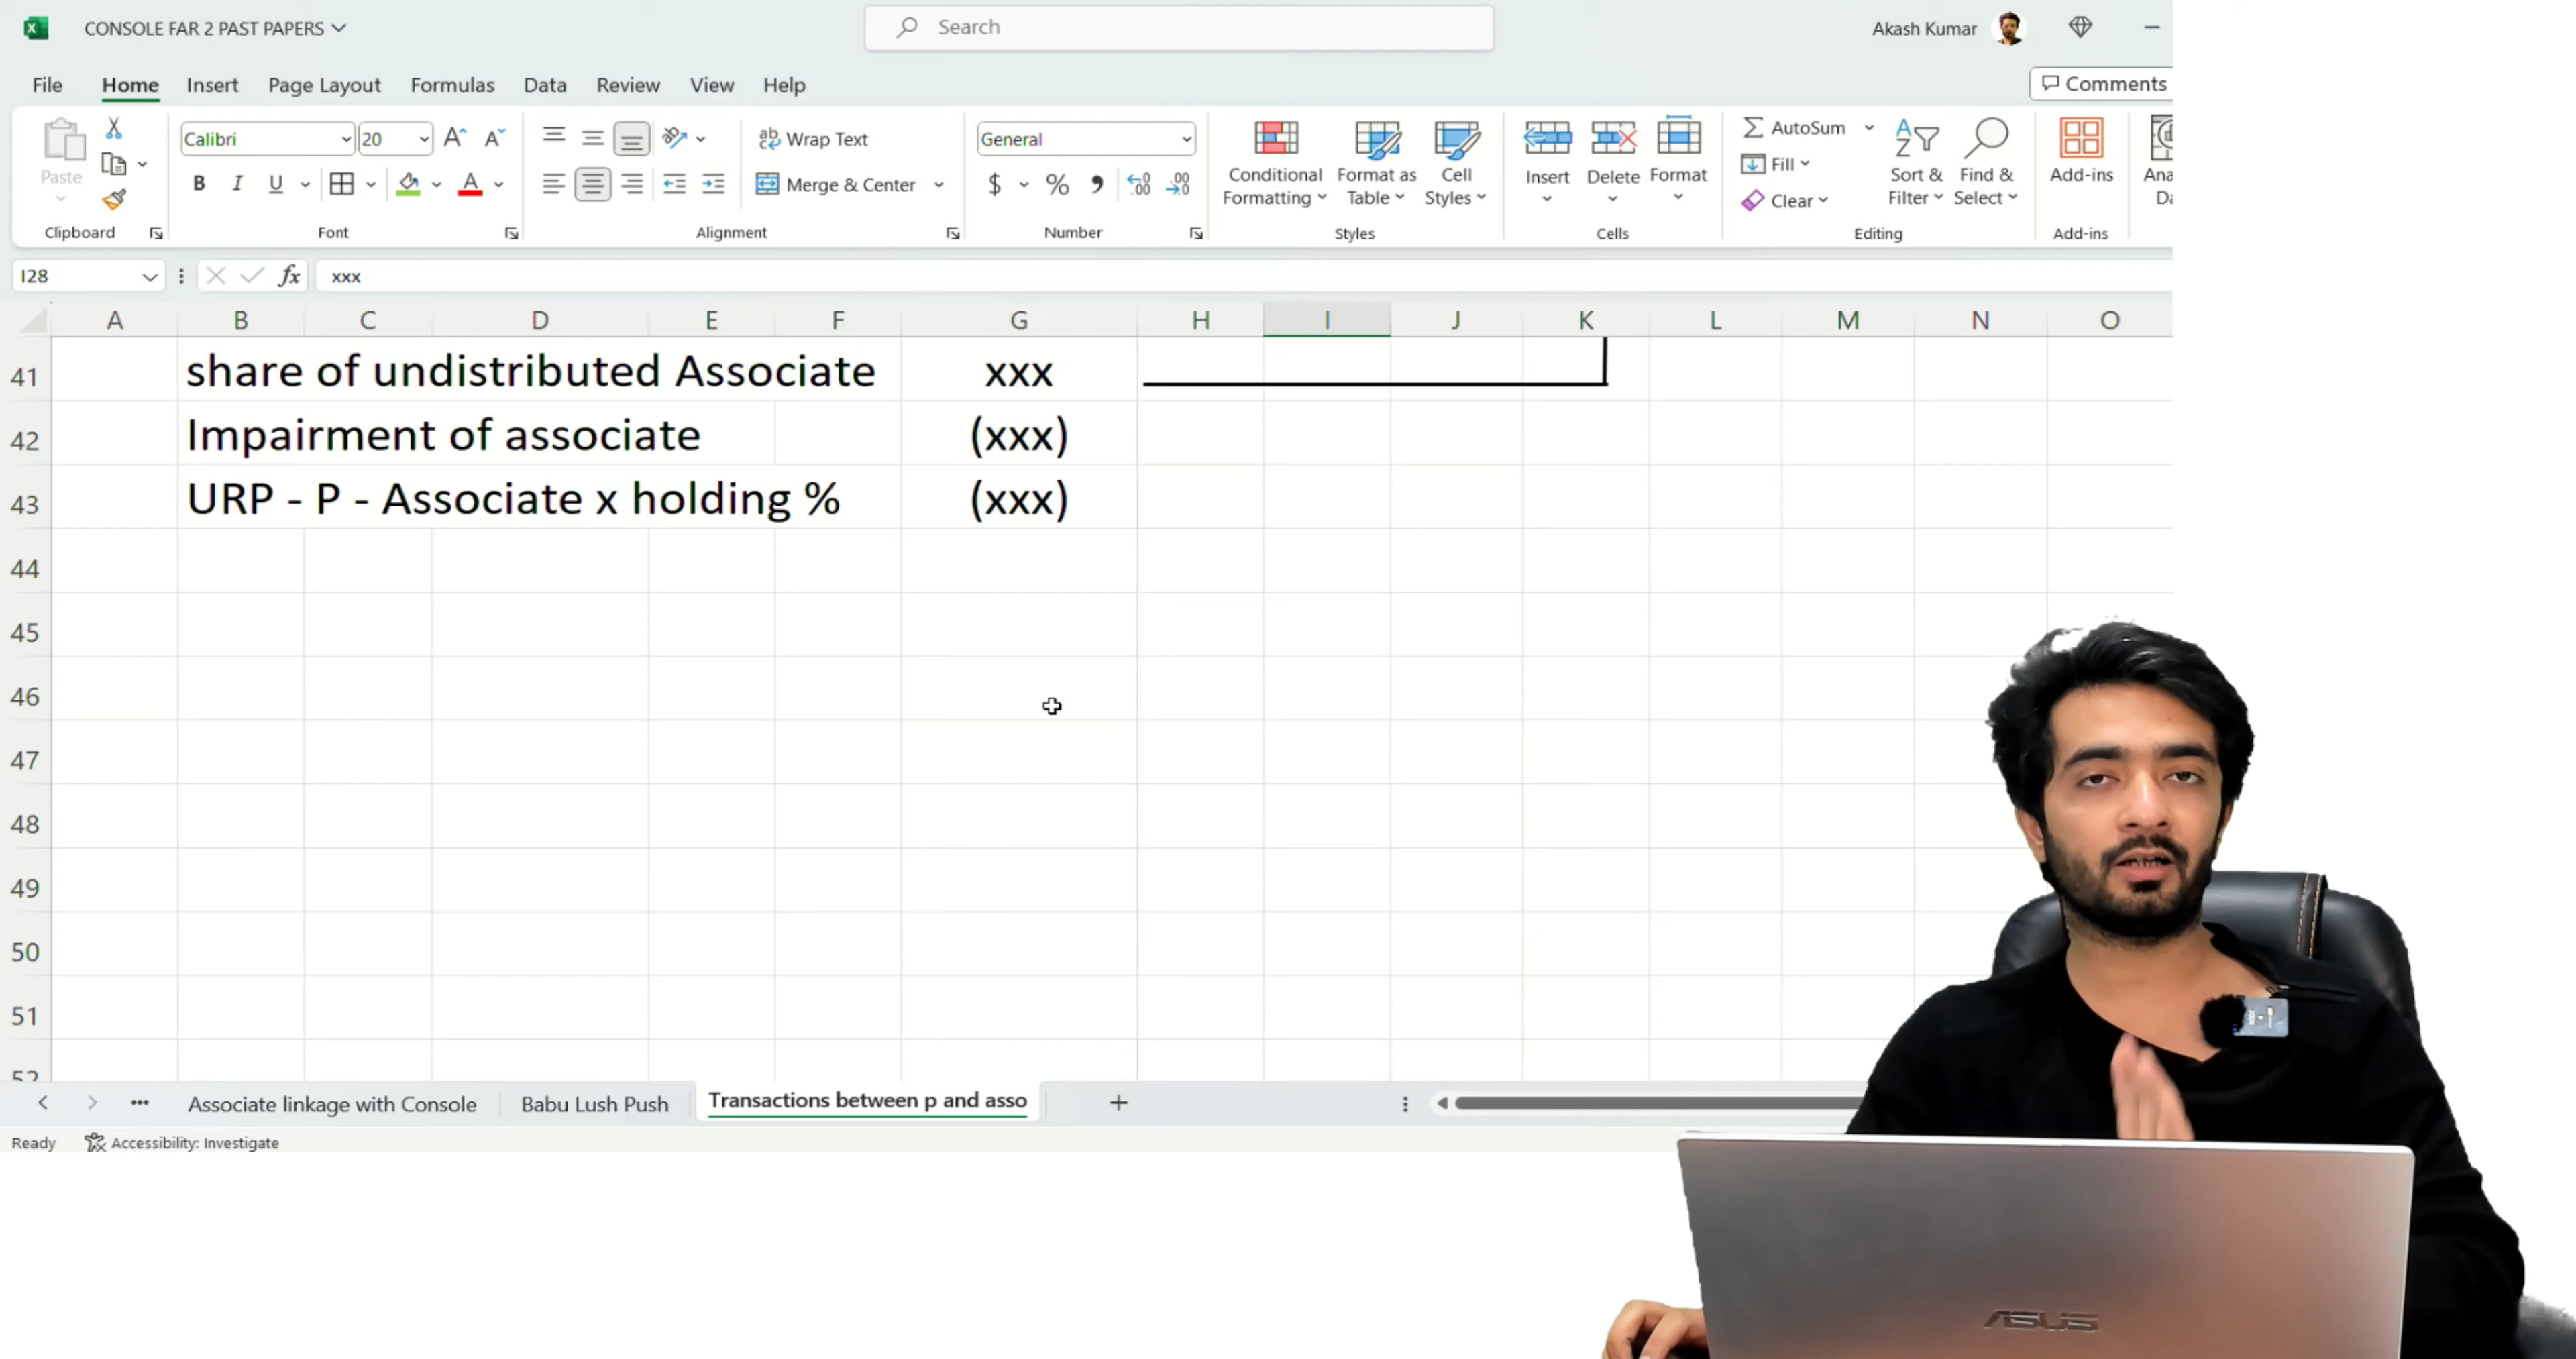 CONSOLE FAR 2 PAST PAPERS
Search
Akash Kumar
File Home Insert Page Layout Formulas Data Review View Help
Comments
Paste
Clipboard
Calibri 20
B I U
Font
Wrap Text
Merge & Center
Alignment
General
$ % ,
Number
Conditional Formatting
Format as Table
Cell Styles
Styles
Insert Delete Format
Cells
AutoSum
Fill
Clear
Sort & Filter
Find & Select
Editing
Add-ins
Add-ins
I28 fx xxx
A B C D E F G H I J K L M N O
41 share of undistributed Associate xxx
42 Impairment of associate (xxx)
43 URP - P - Associate x holding % (xxx)
44
45
46
47
48
49
50
51
52
Associate linkage with Console Babu Lush Push Transactions between p and asso
Ready Accessibility: Investigate
ASUS